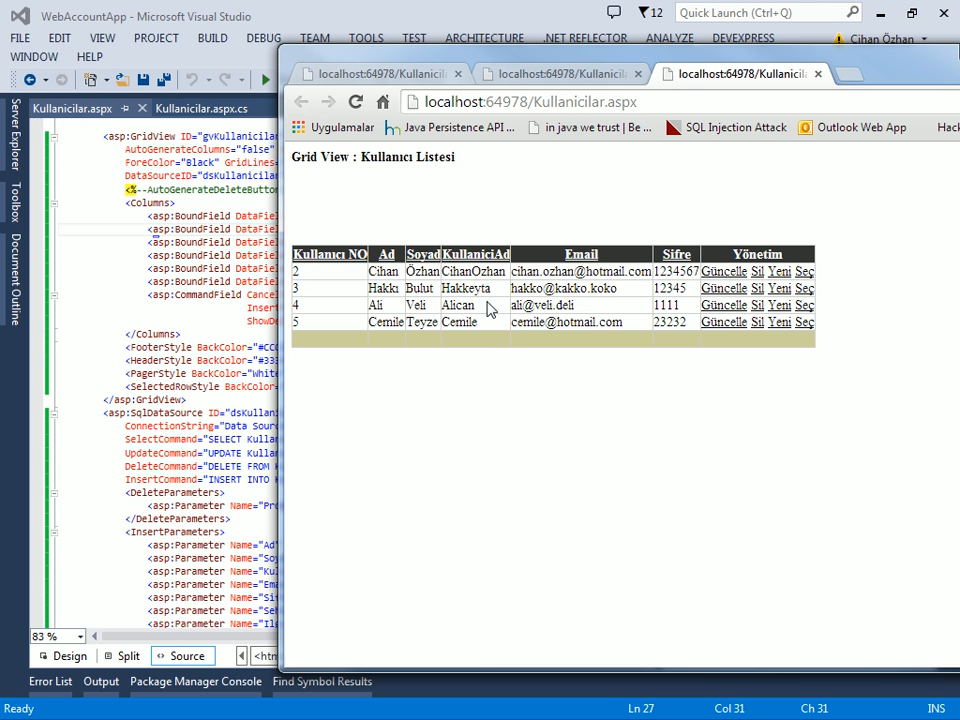 WebAccountApp - Microsoft Visual Studio
12
Quick Launch (Ctrl+Q)
FILE EDIT VIEW PROJECT BUILD DEBUG TEAM TOOLS TEST ARCHITECTURE .NET REFLECTOR ANALYZE DEVEXPRESS
Cihan Özhan
WINDOW HELP
Server Explorer
Toolbox
Document Outline
Kullanicilar.aspx
Kullanicilar.aspx.cs
<asp:GridView ID="gvKullanicilar
AutoGenerateColumns="false"
ForeColor="Black" GridLines
DataSourceID="dsKullani
<%--AutoGenerateDeleteButton
<Columns>
<asp:BoundField DataFiel
<asp:BoundField DataFiel
<asp:BoundField DataFiel
<asp:BoundField DataFiel
<asp:BoundField DataFiel
<asp:BoundField DataFiel
<asp:CommandField Cancel
Insert
ShowDe
</Columns>
<FooterStyle BackColor="#CCC
<HeaderStyle BackColor="#333
<PagerStyle BackColor="White
<SelectedRowStyle BackColor=
</asp:GridView>
<asp:SqlDataSource ID="dsKullan
ConnectionString="Data Sourc
SelectCommand="SELECT Kullan
UpdateCommand="UPDATE Kullan
DeleteCommand="DELETE FROM K
InsertCommand="INSERT INTO K
<DeleteParameters>
<asp:Parameter Name="Pro
</DeleteParameters>
<InsertParameters>
<asp:Parameter Name="Ad"
<asp:Parameter Name="Soy
<asp:Parameter Name="Kul
<asp:Parameter Name="Ema
<asp:Parameter Name="Sif
<asp:Parameter Name="Seh
<asp:Parameter Name="Ilg
83 %
Design Split Source <htm
Error List Output Package Manager Console Find Symbol Results
Ready Ln 27 Col 31 Ch 31 INS
localhost:64978/Kullanicil localhost:64978/Kullanicil localhost:64978/Kullanicil
localhost:64978/Kullanicilar.aspx
Uygulamalar Java Persistence API ... in java we trust | Be ... SQL Injection Attack Outlook Web App Hack
Grid View : Kullanıcı Listesi
Kullanıcı NO Ad Soyad KullaniciAd Email Sifre Yönetim
2 Cihan Özhan CihanOzhan cihan.ozhan@hotmail.com 1234567 Güncelle Sil Yeni Seç
3 Hakkı Bulut Hakkeyta hakko@kakko.koko 12345 Güncelle Sil Yeni Seç
4 Ali Veli Alican ali@veli.deli 1111 Güncelle Sil Yeni Seç
5 Cemile Teyze Cemile cemile@hotmail.com 23232 Güncelle Sil Yeni Seç